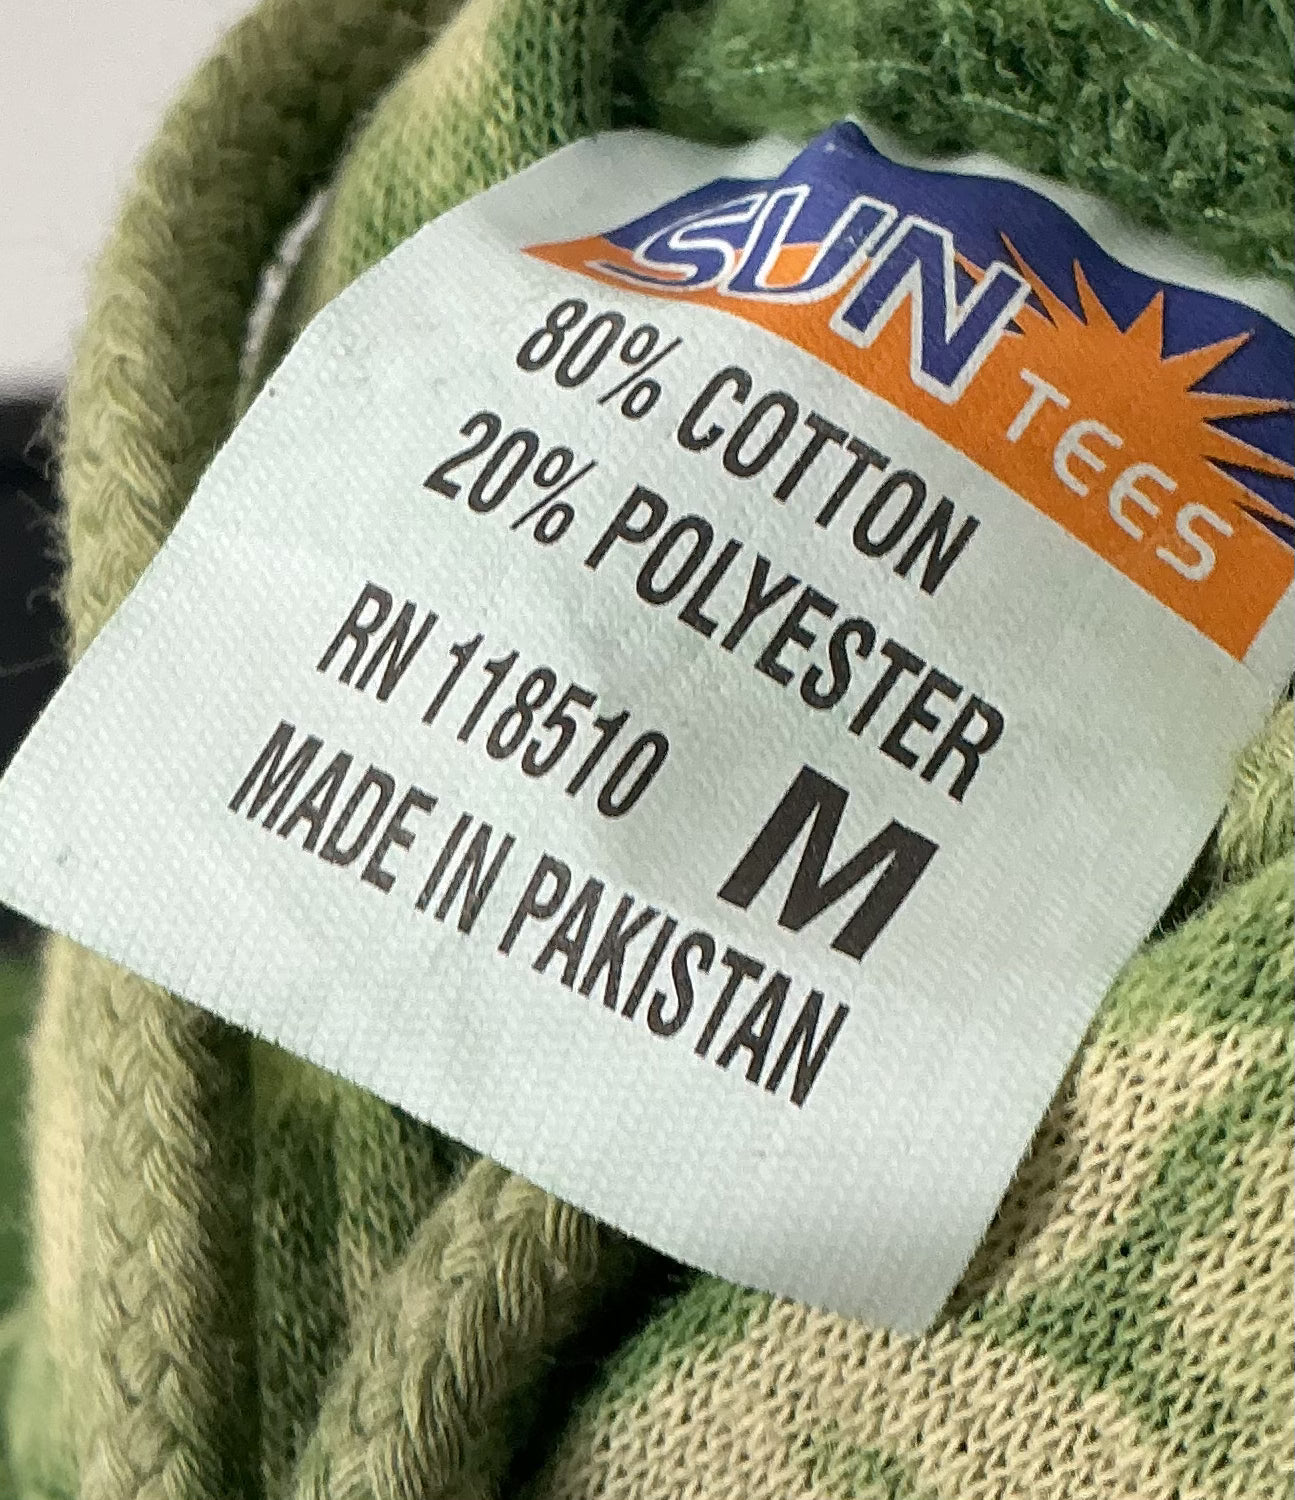 SUN
TEES
80% COTTON
20% POLYESTER
RN 118510 M
MADE IN PAKISTAN